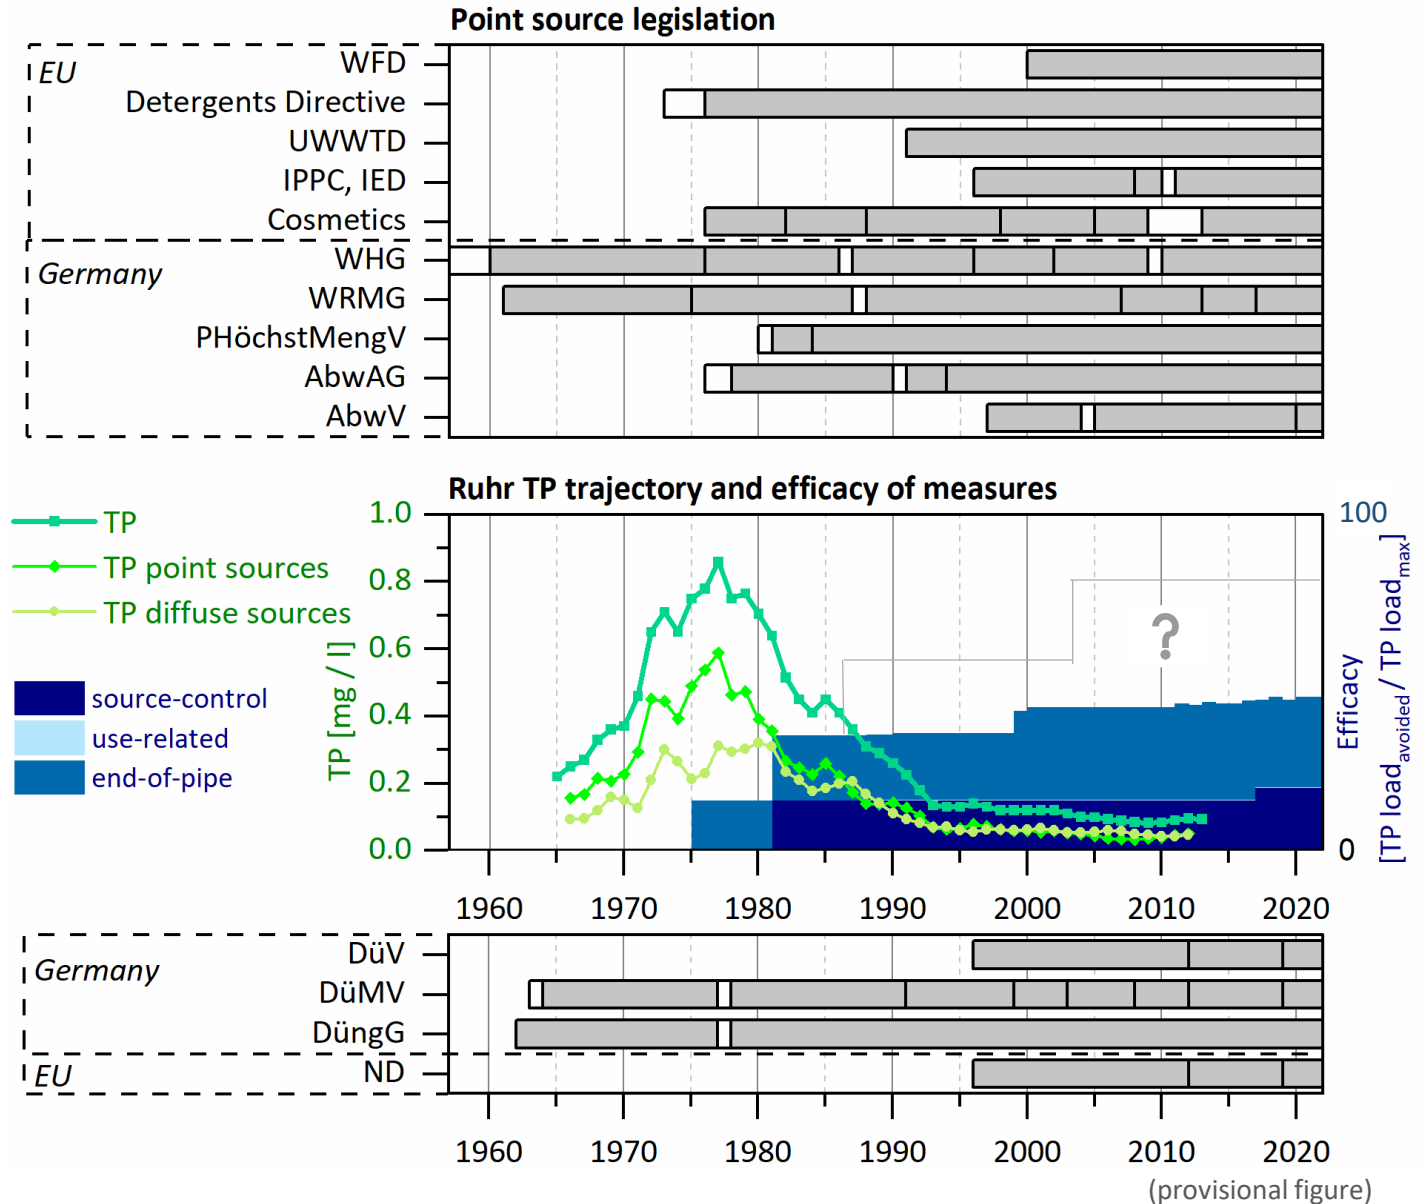 Point source legislation
EU
WFD
Detergents Directive
UWWTD
IPPC, IED
Cosmetics
Germany
WHG
WRMG
PHöchstMengV
AbwAG
AbwV
Ruhr TP trajectory and efficacy of measures
TP
TP point sources
TP diffuse sources
source-control
use-related
end-of-pipe
TP [mg / l]
1.0
0.8
0.6
0.4
0.2
0.0
?
100
0
Efficacy
[TP load avoided / TP load max]
1960 1970 1980 1990 2000 2010 2020
Germany
DüV
DüMV
DüngG
EU
ND
1960 1970 1980 1990 2000 2010 2020
(provisional figure)